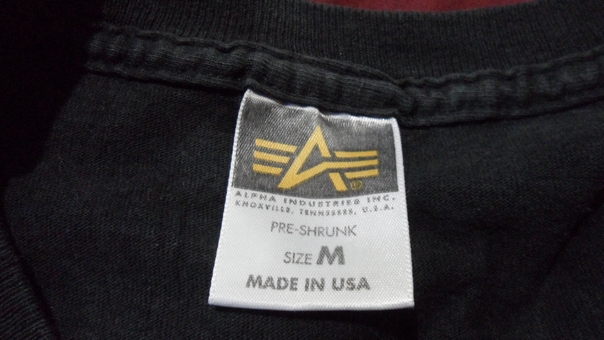 ALPHA INDUSTRIES INC.
KNOXVILLE, TENNESSEE, U.S.A.
PRE-SHRUNK
SIZE M
MADE IN USA